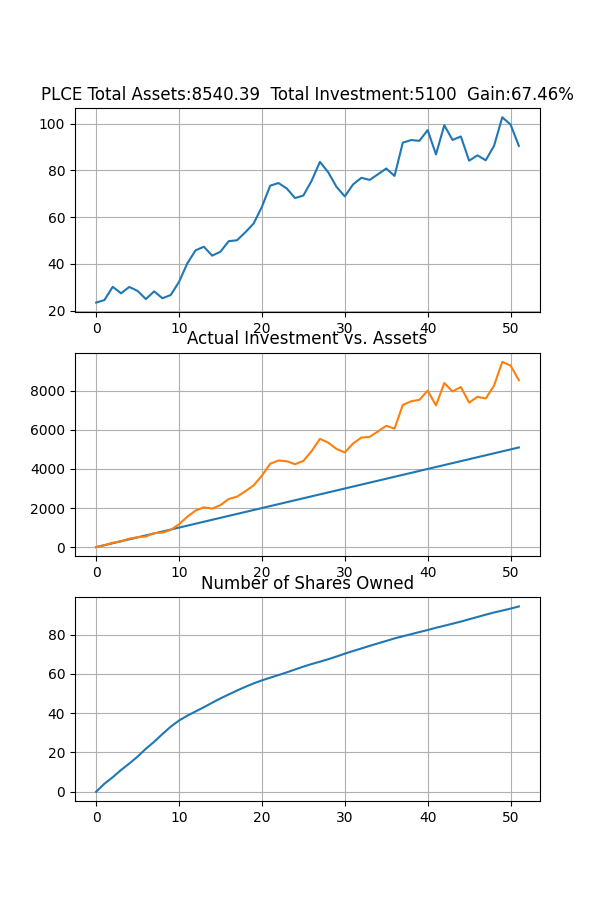 PLCE Total Assets:8540.39  Total Investment:5100  Gain:67.46%
100
80
60
40
20
0 10 20 30 40 50
Actual Investment vs. Assets
8000
6000
4000
2000
0
0 10 20 30 40 50
Number of Shares Owned
80
60
40
20
0
0 10 20 30 40 50